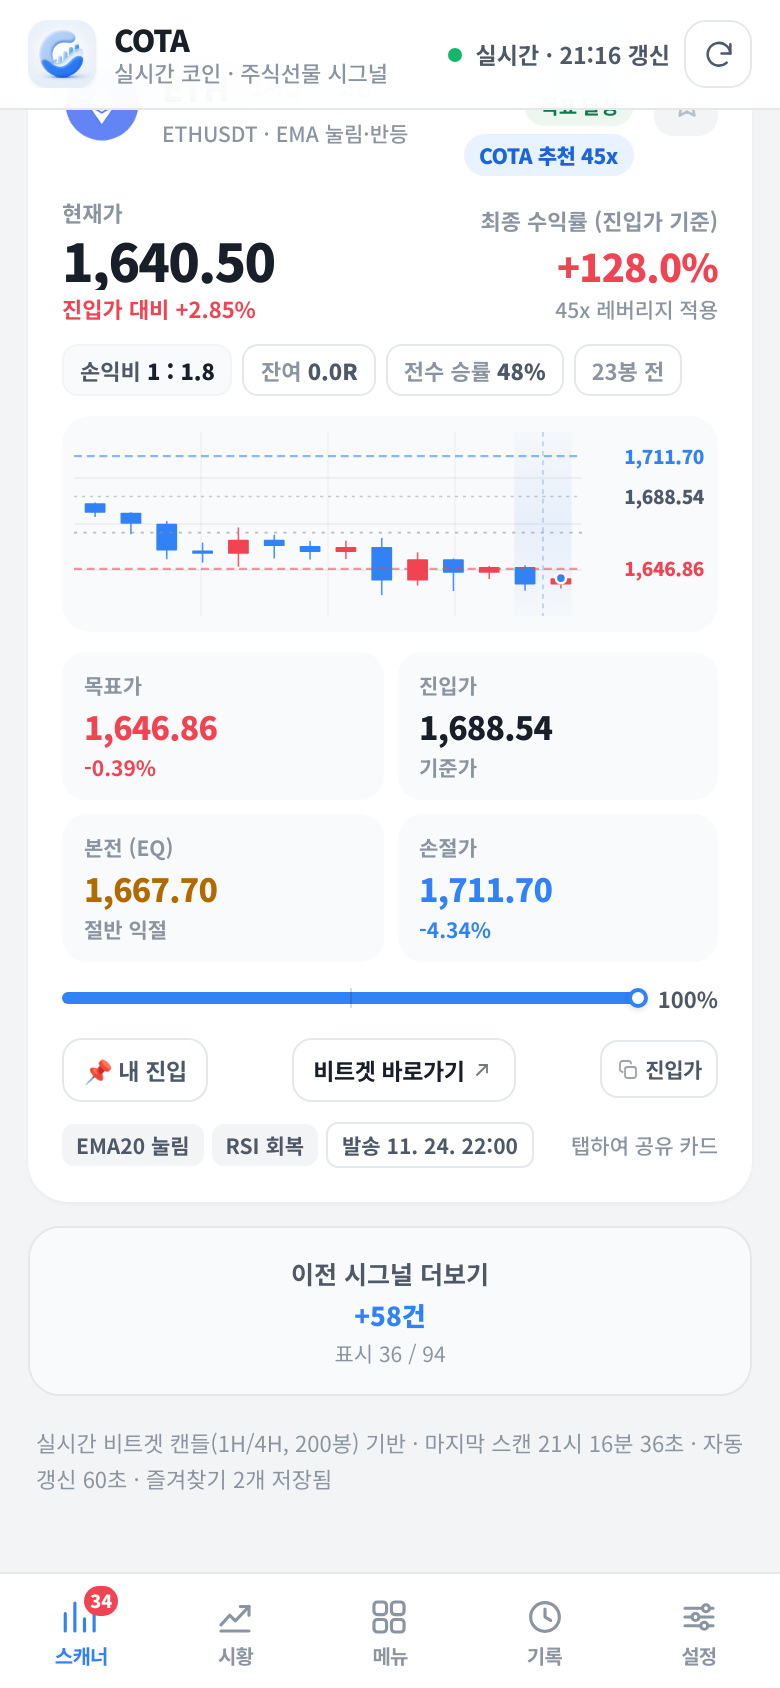 COTA
실시간 코인 · 주식선물 시그널
실시간 · 21:16 갱신
ETHUSDT · EMA 눌림·반등
COTA 추천 45x
현재가
1,640.50
진입가 대비 +2.85%
최종 수익률 (진입가 기준)
+128.0%
45x 레버리지 적용
손익비 1 : 1.8
잔여 0.0R
전수 승률 48%
23봉 전
1,711.70
1,688.54
1,646.86
목표가
1,646.86
-0.39%
진입가
1,688.54
기준가
본전 (EQ)
1,667.70
절반 익절
손절가
1,711.70
-4.34%
100%
📌 내 진입
비트겟 바로가기
진입가
EMA20 눌림
RSI 회복
발송 11. 24. 22:00
탭하여 공유 카드
이전 시그널 더보기
+58건
표시 36 / 94
실시간 비트겟 캔들(1H/4H, 200봉) 기반 · 마지막 스캔 21시 16분 36초 · 자동
갱신 60초 · 즐겨찾기 2개 저장됨
34
스캐너
시황
메뉴
기록
설정